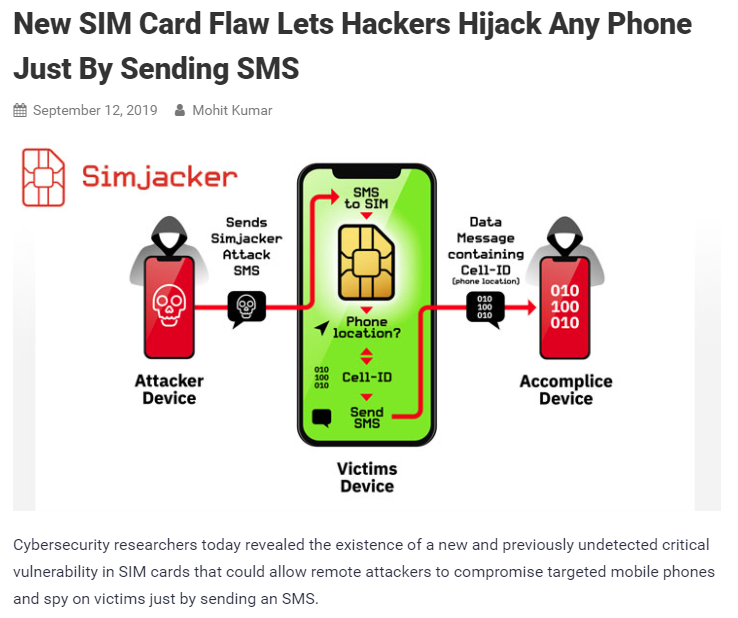 New SIM Card Flaw Lets Hackers Hijack Any Phone
Just By Sending SMS
September 12, 2019 Mohit Kumar
Simjacker
Sends
Simjacker
Attack
SMS
SMS
to SIM
Data
Message
containing
Cell-ID
(phone location)
010
100
010
010
100
010
Phone
location?
010
100
010
Cell-ID
Send
SMS
Attacker
Device
Accomplice
Device
Victims
Device
Cybersecurity researchers today revealed the existence of a new and previously undetected critical
vulnerability in SIM cards that could allow remote attackers to compromise targeted mobile phones
and spy on victims just by sending an SMS.